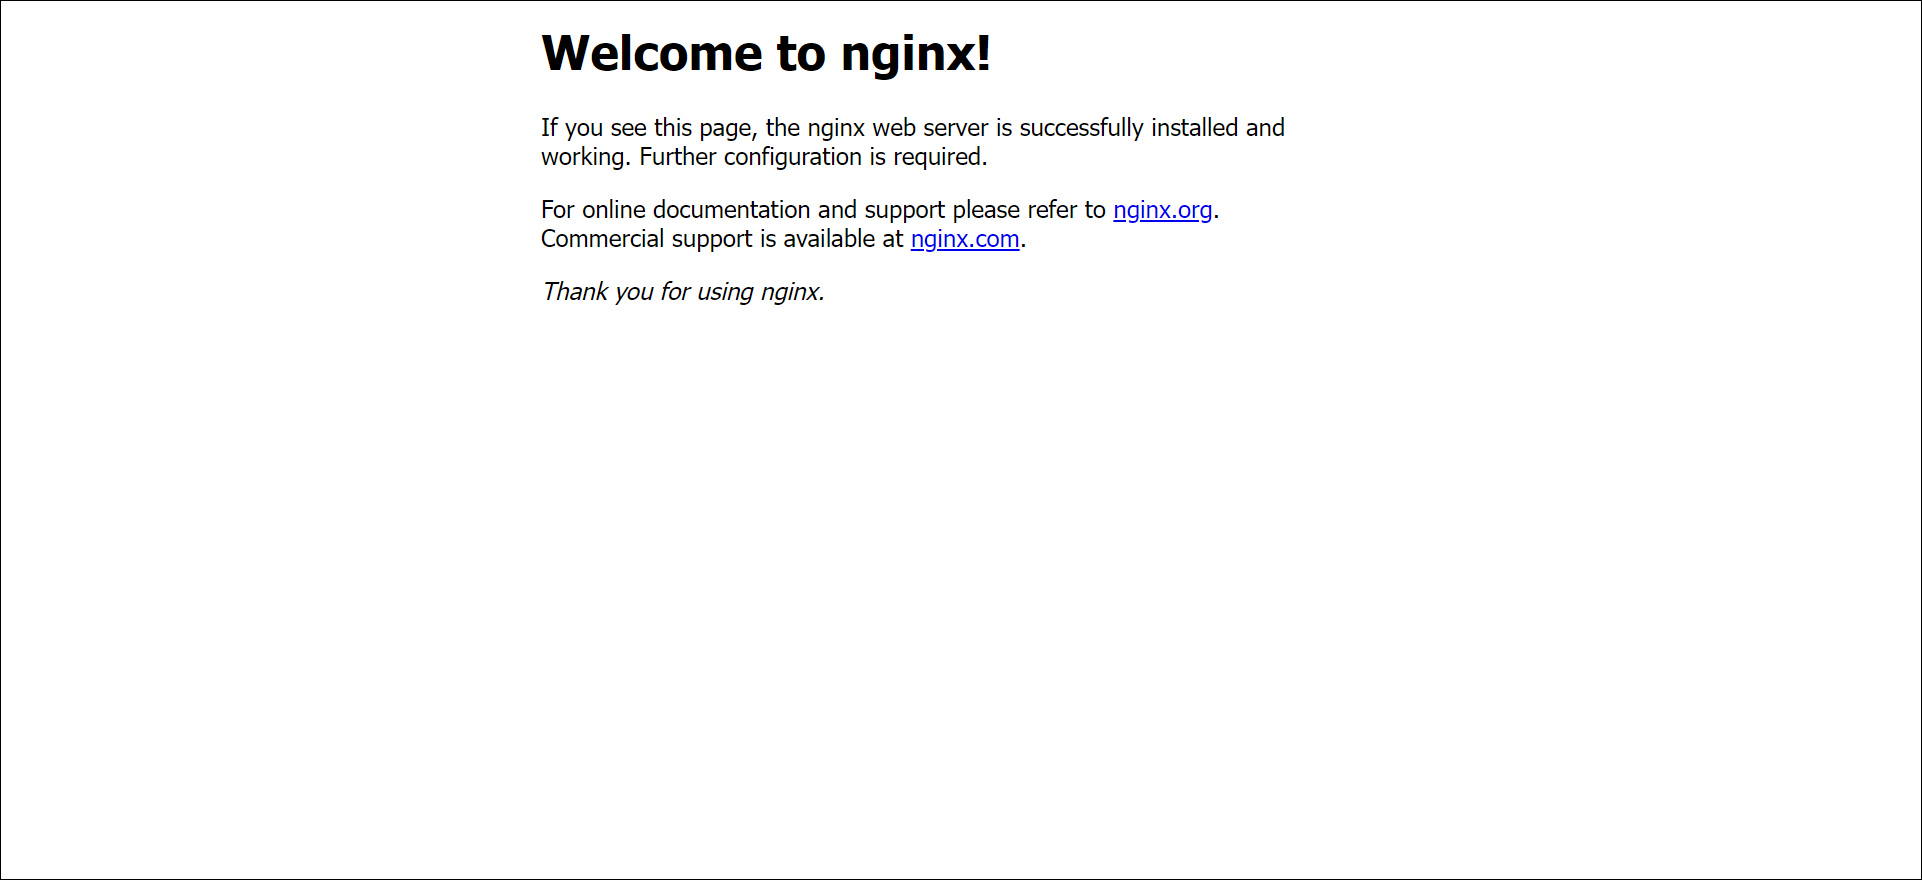 Welcome to nginx!
If you see this page, the nginx web server is successfully installed and
working. Further configuration is required.
For online documentation and support please refer to nginx.org.
Commercial support is available at nginx.com.
Thank you for using nginx.